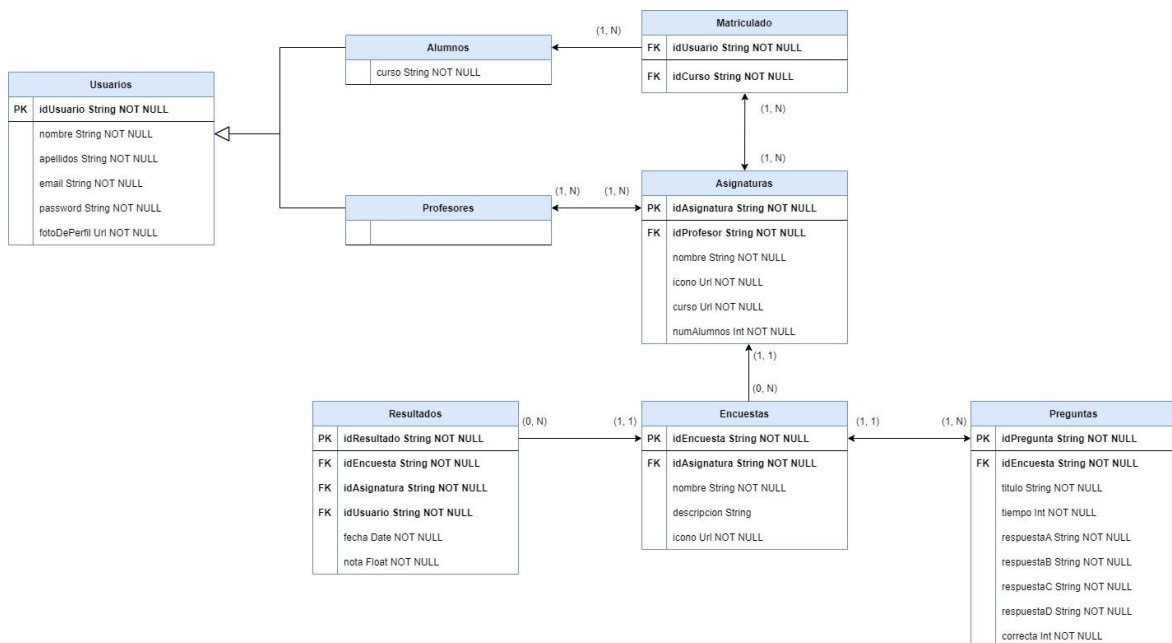 Matriculado
FK idUsuario String NOT NULL
FK idCurso String NOT NULL
(1, N)
Alumnos
curso String NOT NULL
Usuarios
PK idUsuario String NOT NULL
nombre String NOT NULL
apellidos String NOT NULL
email String NOT NULL
password String NOT NULL
fotoDePerfil Url NOT NULL
(1, N)
(1, N)
Profesores
(1, N)
(1, N)
Asignaturas
PK idAsignatura String NOT NULL
FK idProfesor String NOT NULL
nombre String NOT NULL
icono Url NOT NULL
curso Url NOT NULL
numAlumnos Int NOT NULL
(1, 1)
(0, N)
Resultados
PK idResultado String NOT NULL
FK idEncuesta String NOT NULL
FK idAsignatura String NOT NULL
FK idUsuario String NOT NULL
fecha Date NOT NULL
nota Float NOT NULL
(0, N)
(1, 1)
Encuestas
PK idEncuesta String NOT NULL
FK idAsignatura String NOT NULL
nombre String NOT NULL
descripcion String
icono Url NOT NULL
(1, 1)
(1, N)
Preguntas
PK idPregunta String NOT NULL
FK idEncuesta String NOT NULL
titulo String NOT NULL
tiempo Int NOT NULL
respuestaA String NOT NULL
respuestaB String NOT NULL
respuestaC String NOT NULL
respuestaD String NOT NULL
correcta Int NOT NULL